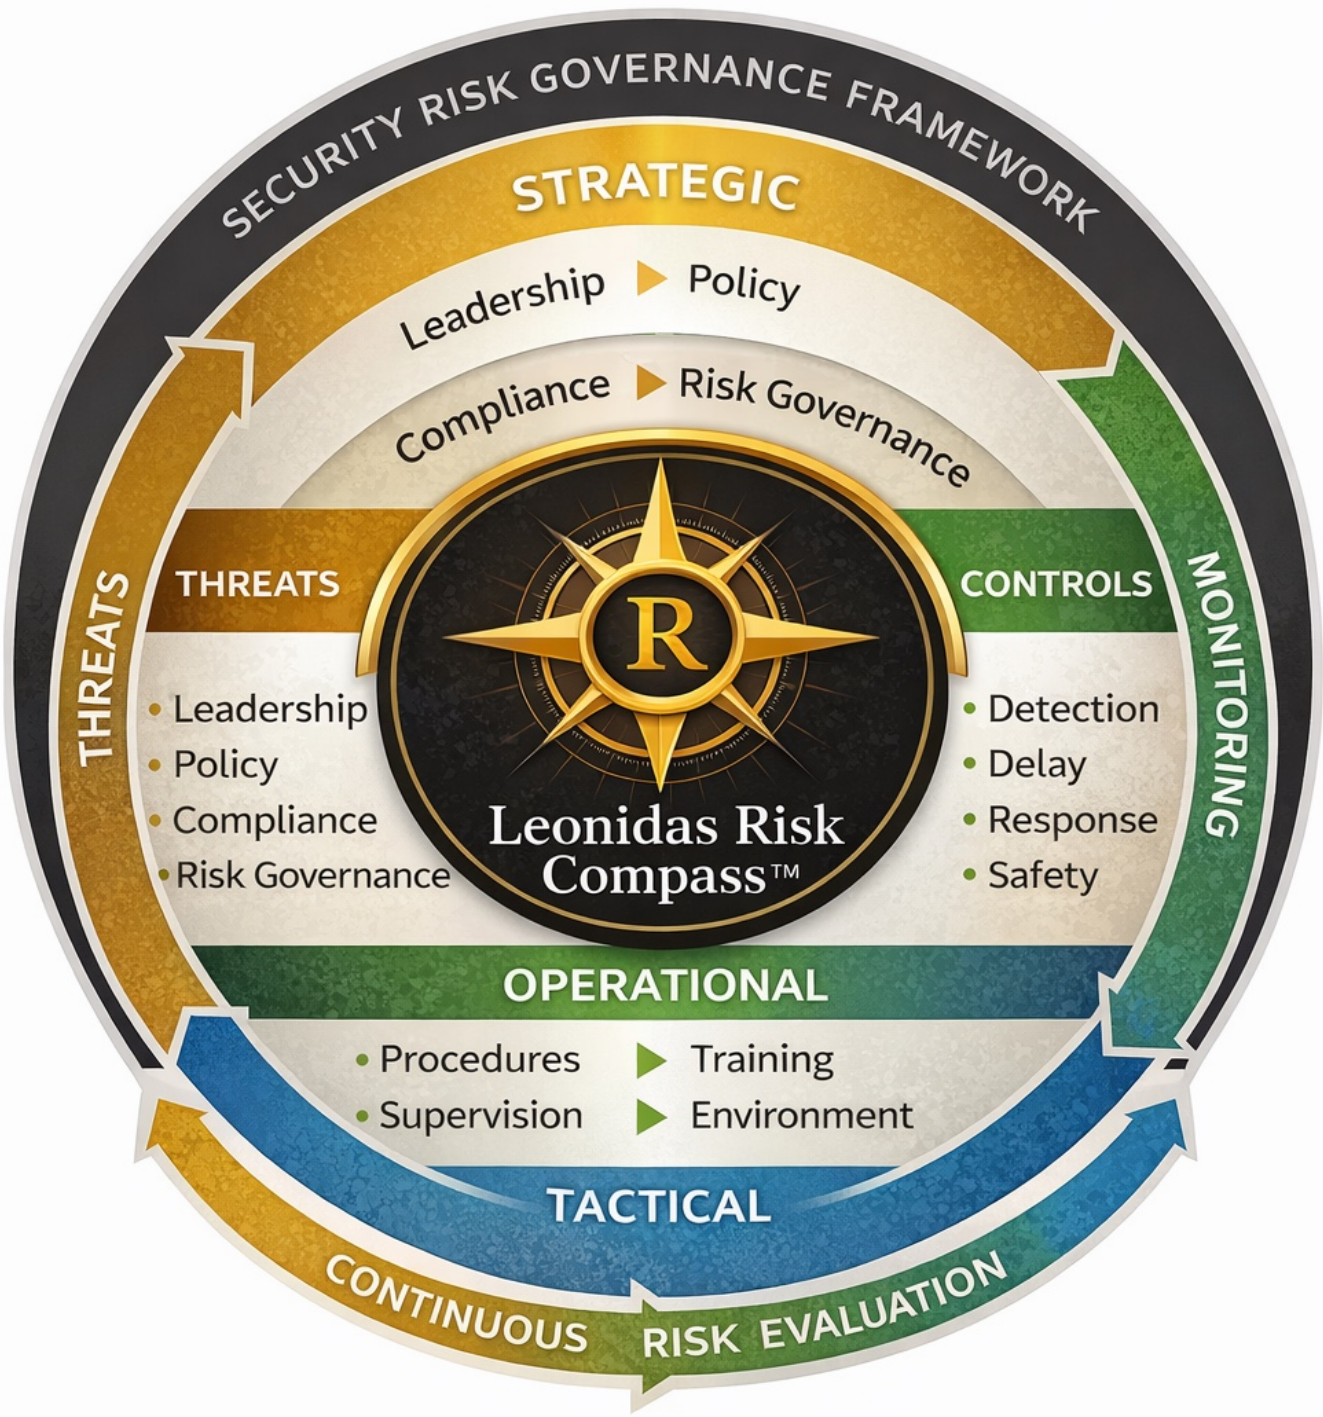 SECURITY RISK GOVERNANCE FRAMEWORK
STRATEGIC
Leadership ▶ Policy
Compliance ▶ Risk Governance
THREATS
THREATS
• Leadership
• Policy
• Compliance
• Risk Governance
R
Leonidas Risk
Compass™
CONTROLS
• Detection
• Delay
• Response
• Safety
MONITORING
OPERATIONAL
• Procedures ▶ Training
• Supervision ▶ Environment
TACTICAL
CONTINUOUS RISK EVALUATION